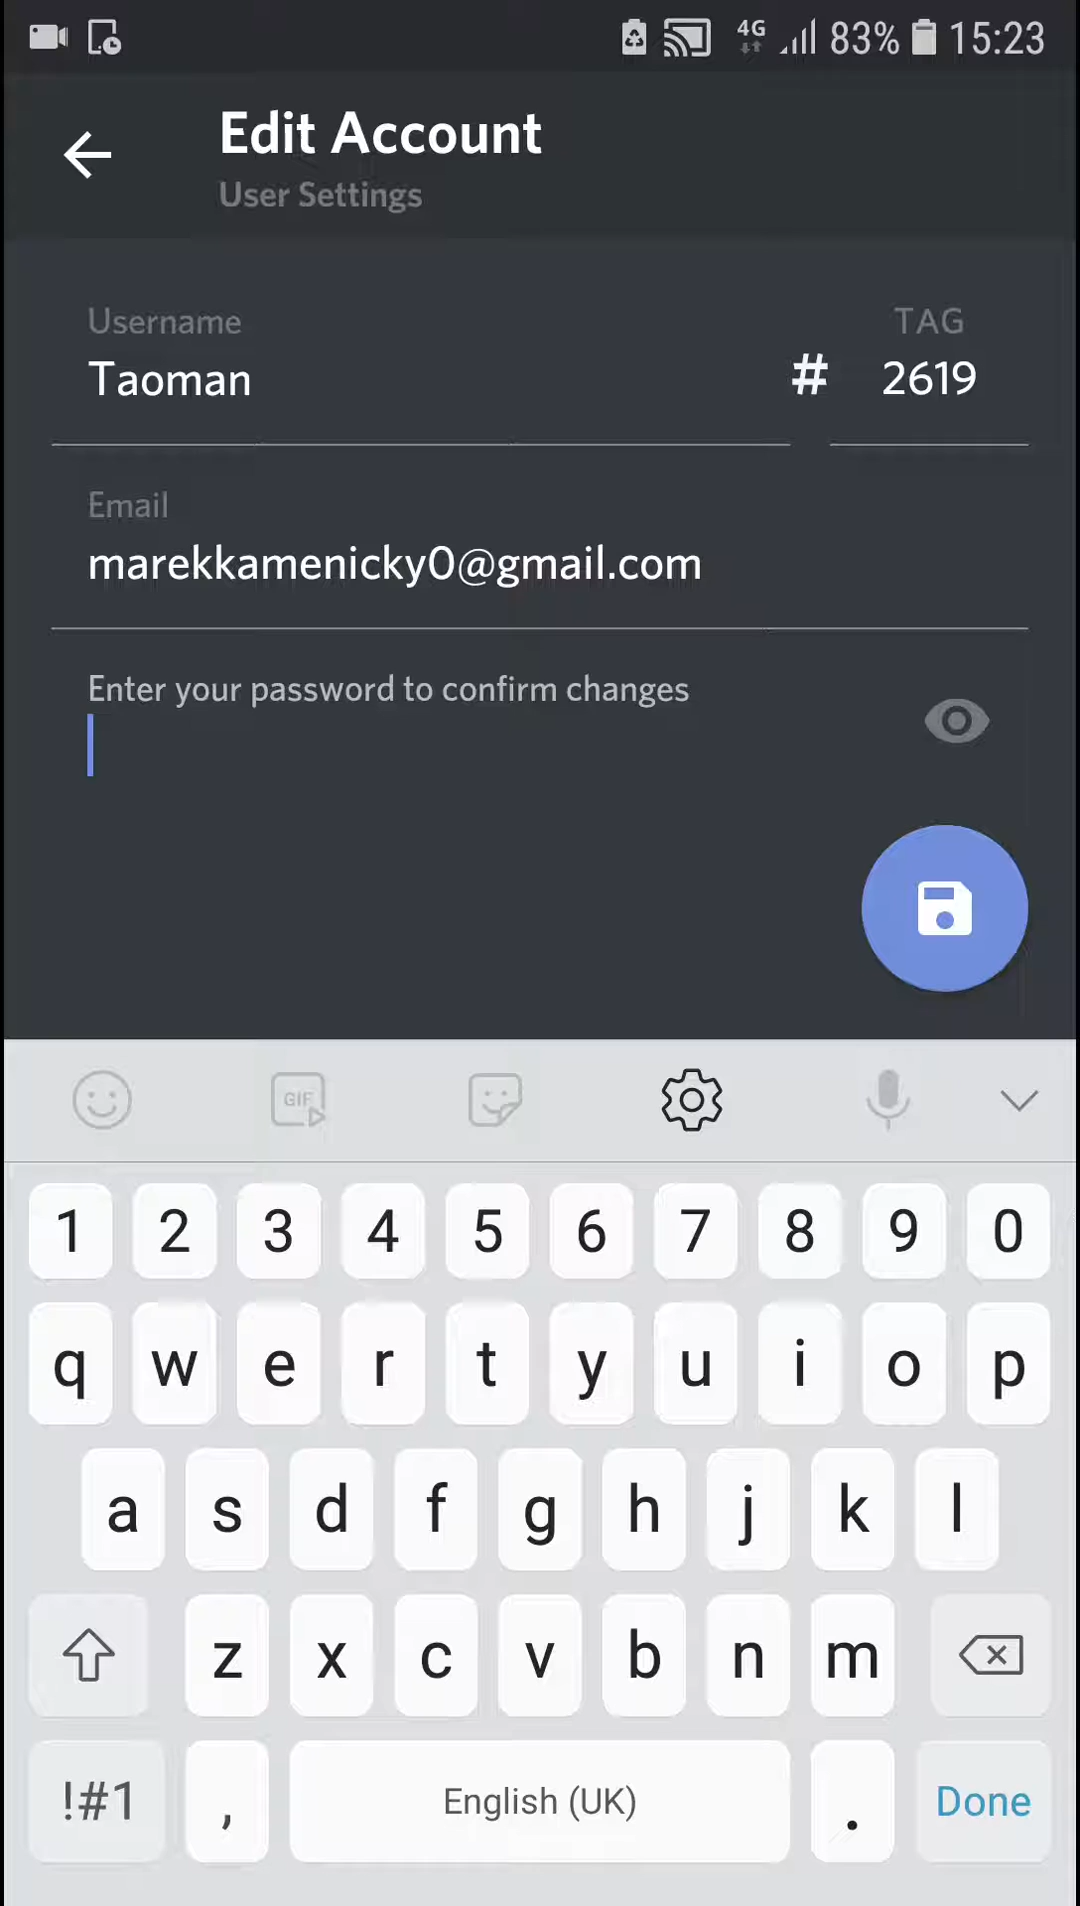 4G 83% 15:23
Edit Account
User Settings
Username
TAG
Taoman # 2619
Email
marekkamenicky0@gmail.com
Enter your password to confirm changes
GIF
1 2 3 4 5 6 7 8 9 0
q w e r t y u i o p
a s d f g h j k l
z x c v b n m
!#1 , English (UK) . Done